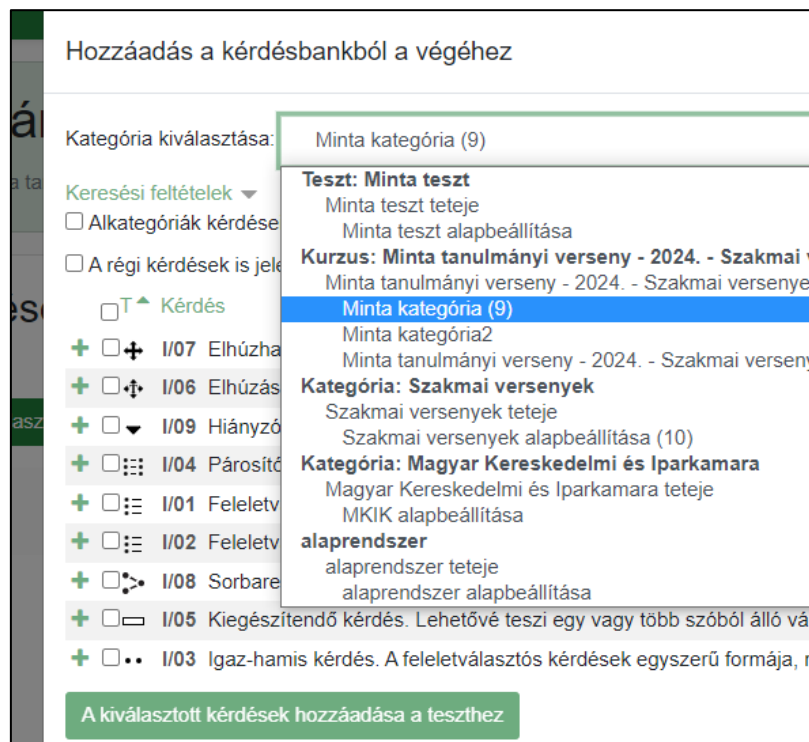 Hozzáadás a kérdésbankból a végéhez
Kategória kiválasztása: Minta kategória (9)
Keresési feltételek
Teszt: Minta teszt
Minta teszt teteje
Minta teszt alapbeállítása
Kurzus: Minta tanulmányi verseny - 2024. - Szakmai
Minta tanulmányi verseny - 2024. - Szakmai versenye
Minta kategória (9)
Minta kategória2
Minta tanulmányi verseny - 2024. - Szakmai verseny
Kategória: Szakmai versenyek
Szakmai versenyek teteje
Szakmai versenyek alapbeállítása (10)
Kategória: Magyar Kereskedelmi és Iparkamara
Magyar Kereskedelmi és Iparkamara teteje
MKIK alapbeállítása
alaprendszer
alaprendszer teteje
alaprendszer alapbeállítása
Alkategóriák kérdése
A régi kérdések is jele
T Kérdés
I/07 Elhúzha
I/06 Elhúzás
I/09 Hiányzó
I/04 Párosító
I/01 Feleletv
I/02 Feleletv
I/08 Sorbare
I/05 Kiegészítendő kérdés. Lehetővé teszi egy vagy több szóból álló vá
I/03 Igaz-hamis kérdés. A feleletválasztós kérdések egyszerű formája,
A kiválasztott kérdések hozzáadása a teszthez